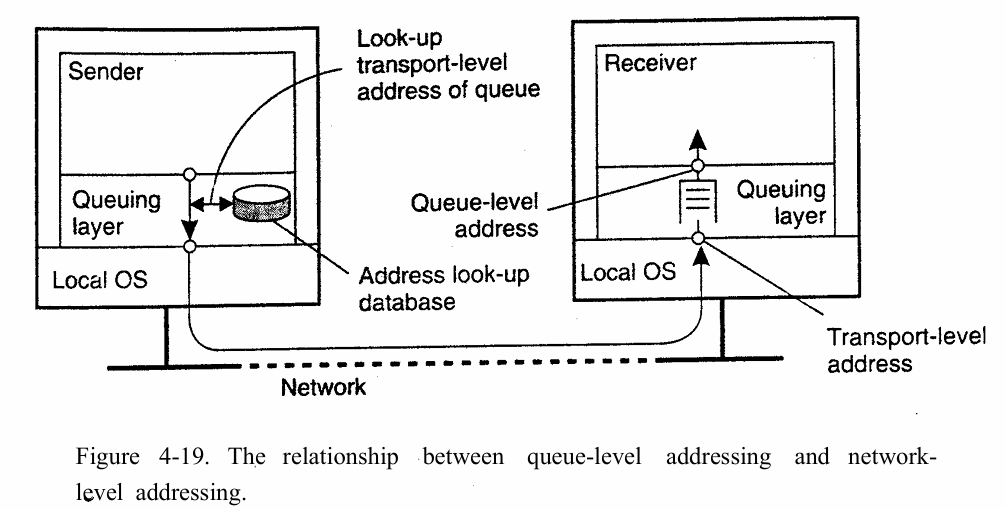 Look-up
transport-level
address of queue
Sender
Receiver
Queuing
layer
Queue-level
address
Queuing
layer
Local OS
Address look-up
database
Local OS
Transport-level
address
Network
Figure 4-19. The relationship between queue-level addressing and network-
level addressing.